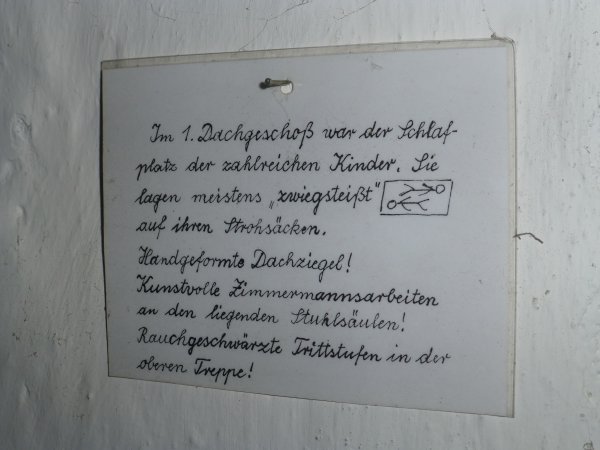 Im 1. Dachgeschoß war der Schlaf-
platz der zahlreichen Kinder. Sie
lagen meistens „zwiegsteißt"
auf ihren Strohsäcken.
Handgeformte Dachziegel!
Kunstvolle Zimmermannsarbeiten
an den liegenden Stuhlsäulen!
Rauchgeschwärzte Trittstufen in der
oberen Treppe!